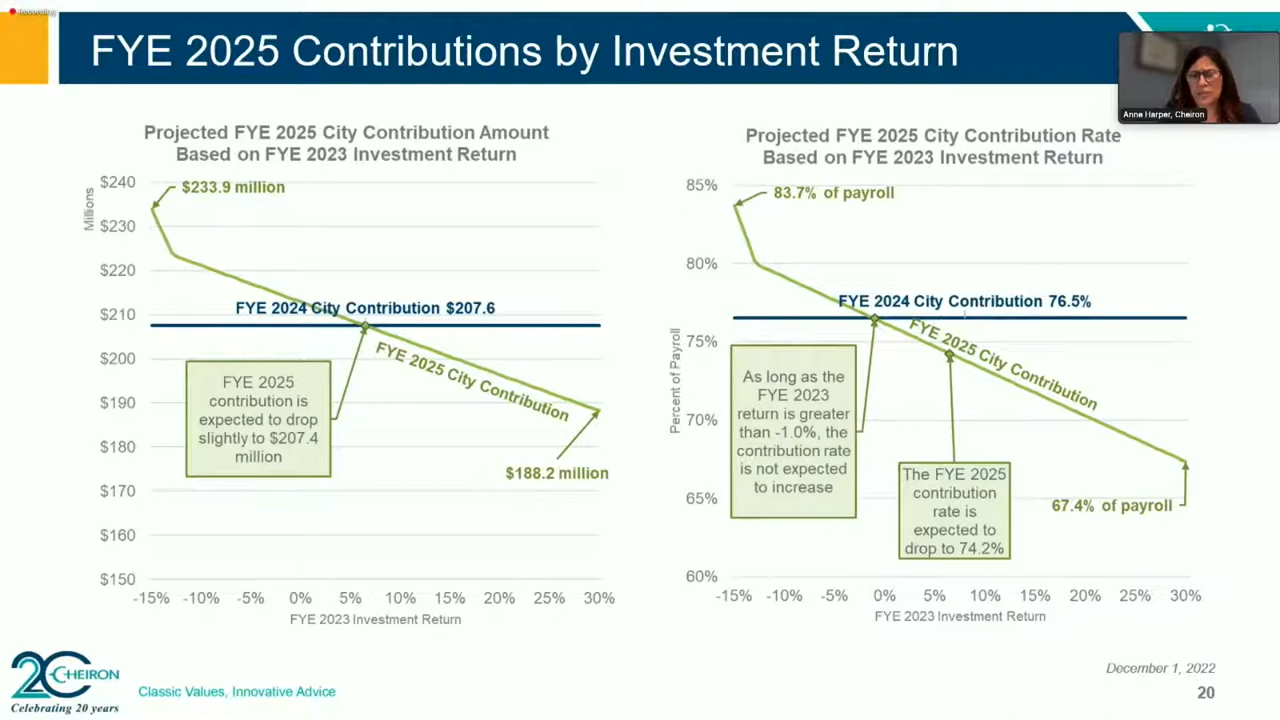 Recording
FYE 2025 Contributions by Investment Return
Anne Harper, Cheiron
Projected FYE 2025 City Contribution Amount
Based on FYE 2023 Investment Return
Millions
$240
$230
$220
$210
$200
$190
$180
$170
$160
$150
$233.9 million
FYE 2024 City Contribution $207.6
FYE 2025 City Contribution
FYE 2025
contribution is
expected to drop
slightly to $207.4
million
$188.2 million
-15% -10% -5% 0% 5% 10% 15% 20% 25% 30%
FYE 2023 Investment Return
Projected FYE 2025 City Contribution Rate
Based on FYE 2023 Investment Return
Percent of Payroll
85%
80%
75%
70%
65%
60%
83.7% of payroll
FYE 2024 City Contribution 76.5%
FYE 2025 City Contribution
As long as the
FYE 2023
return is greater
than -1.0%, the
contribution rate
is not expected
to increase
The FYE 2025
contribution
rate is
expected to
drop to 74.2%
67.4% of payroll
-15% -10% -5% 0% 5% 10% 15% 20% 25% 30%
FYE 2023 Investment Return
20 CHEIRON
Celebrating 20 years
Classic Values, Innovative Advice
December 1, 2022
20